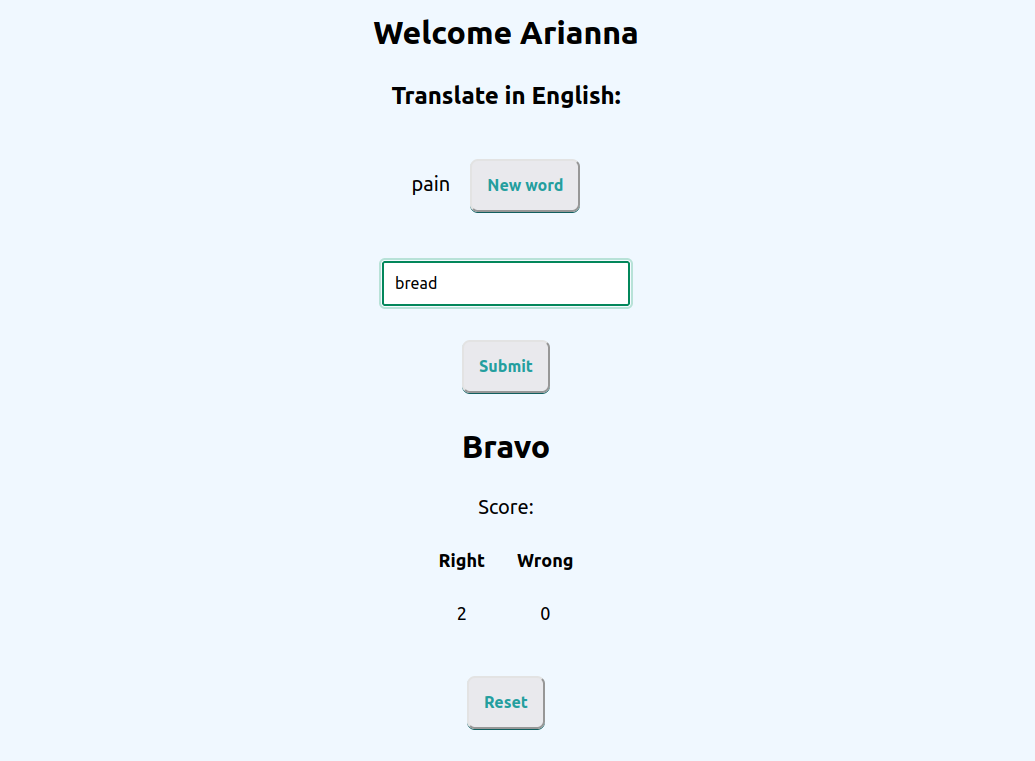 Welcome Arianna
Translate in English:
pain New word
bread
Submit
Bravo
Score:
Right Wrong
2 0
Reset